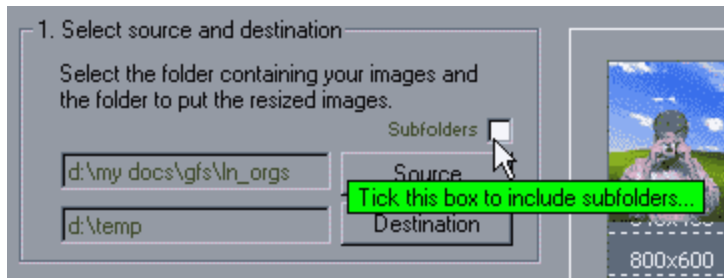 1. Select source and destination
Select the folder containing your images and
the folder to put the resized images.
Subfolders
d:\my docs\gfs\ln_orgs
Source
Tick this box to include subfolders...
d:\temp
Destination
800x600